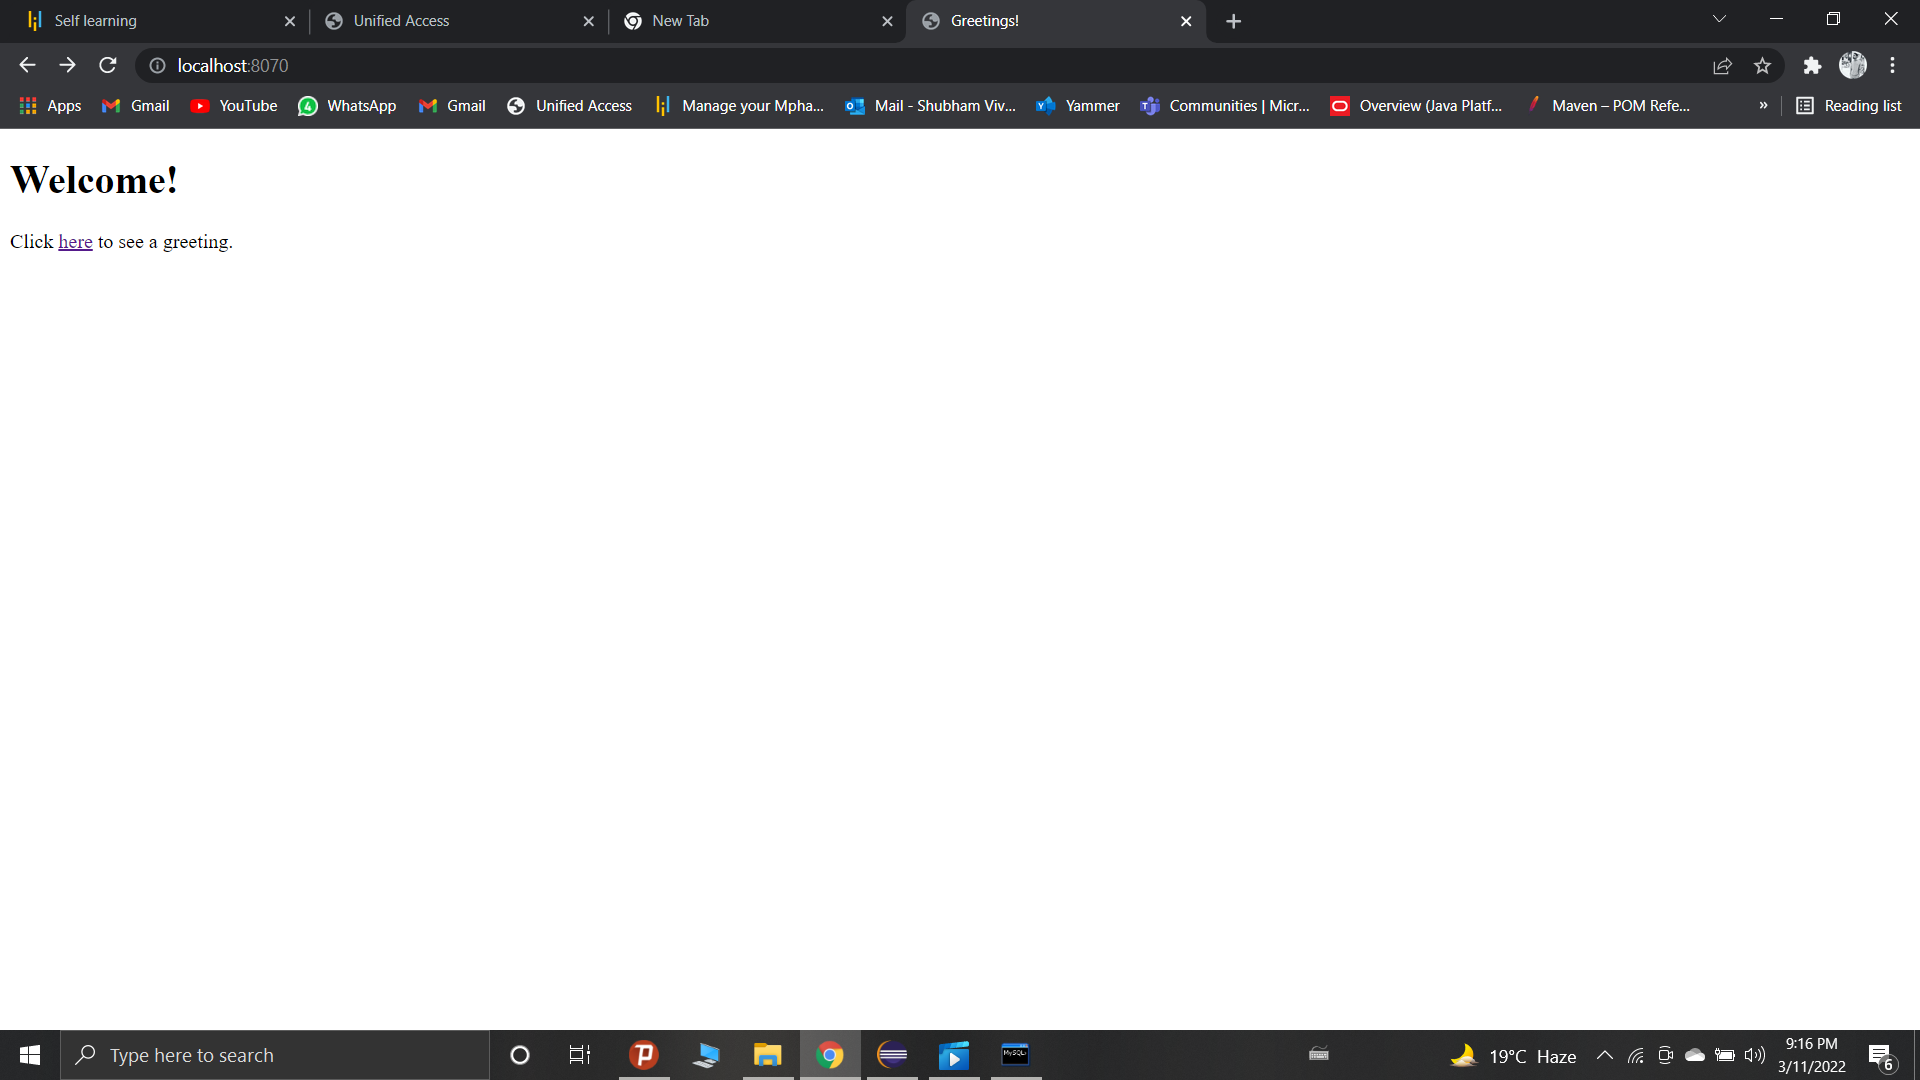 Self learning
Unified Access
New Tab
Greetings!
localhost:8070
Apps
Gmail
YouTube
4
WhatsApp
Gmail
Unified Access
Manage your Mpha...
Mail - Shubham Viv...
Yammer
Communities | Micr...
Overview (Java Platf...
Maven – POM Refe...
»
Reading list
Welcome!
Click here to see a greeting.
Type here to search
MySQL
19°C Haze
9:16 PM
3/11/2022
6